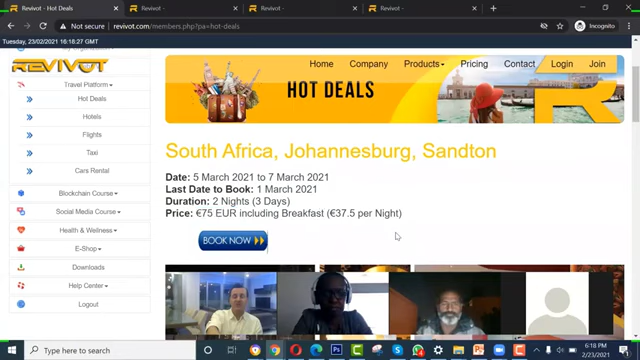 Revivot - Hot Deals
Revivot -
Revivot -
Revivot -
Not secure | revivot.com/members.php?pa=hot-deals
Incognito
Tuesday, 23/02/2021 16:18:27 GMT
REVIVOT
Home
Company
Products
Pricing
Contact
Login
Join
HOT DEALS
Travel Platform
Hot Deals
Hotels
Flights
Taxi
Cars Rental
Blockchain Course
Social Media Course
Health & Wellness
E-Shop
Downloads
Help Center
Logout
South Africa, Johannesburg, Sandton
Date: 5 March 2021 to 7 March 2021
Last Date to Book: 1 March 2021
Duration: 2 Nights (3 Days)
Price: €75 EUR including Breakfast (€37.5 per Night)
BOOK NOW
Type here to search
6:18 PM
2/23/2021